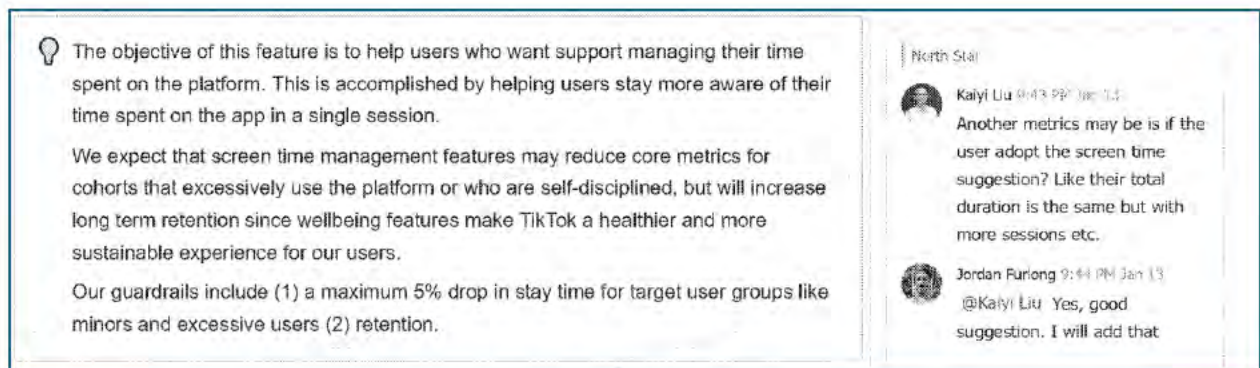 The objective of this feature is to help users who want support managing their time
spent on the platform. This is accomplished by helping users stay more aware of their
time spent on the app in a single session.
We expect that screen time management features may reduce core metrics for
cohorts that excessively use the platform or who are self-disciplined, but will increase
long term retention since wellbeing features make TikTok a healthier and more
sustainable experience for our users.
Our guardrails include (1) a maximum 5% drop in stay time for target user groups like
minors and excessive users (2) retention.
North Star
Kaiyi Liu 9:43 PM Jan 13
Another metrics may be is if the
user adopt the screen time
suggestion? Like their total
duration is the same but with
more sessions etc.
Jordan Furlong 9:44 PM Jan 13
@Kaiyi Liu Yes, good
suggestion. I will add that